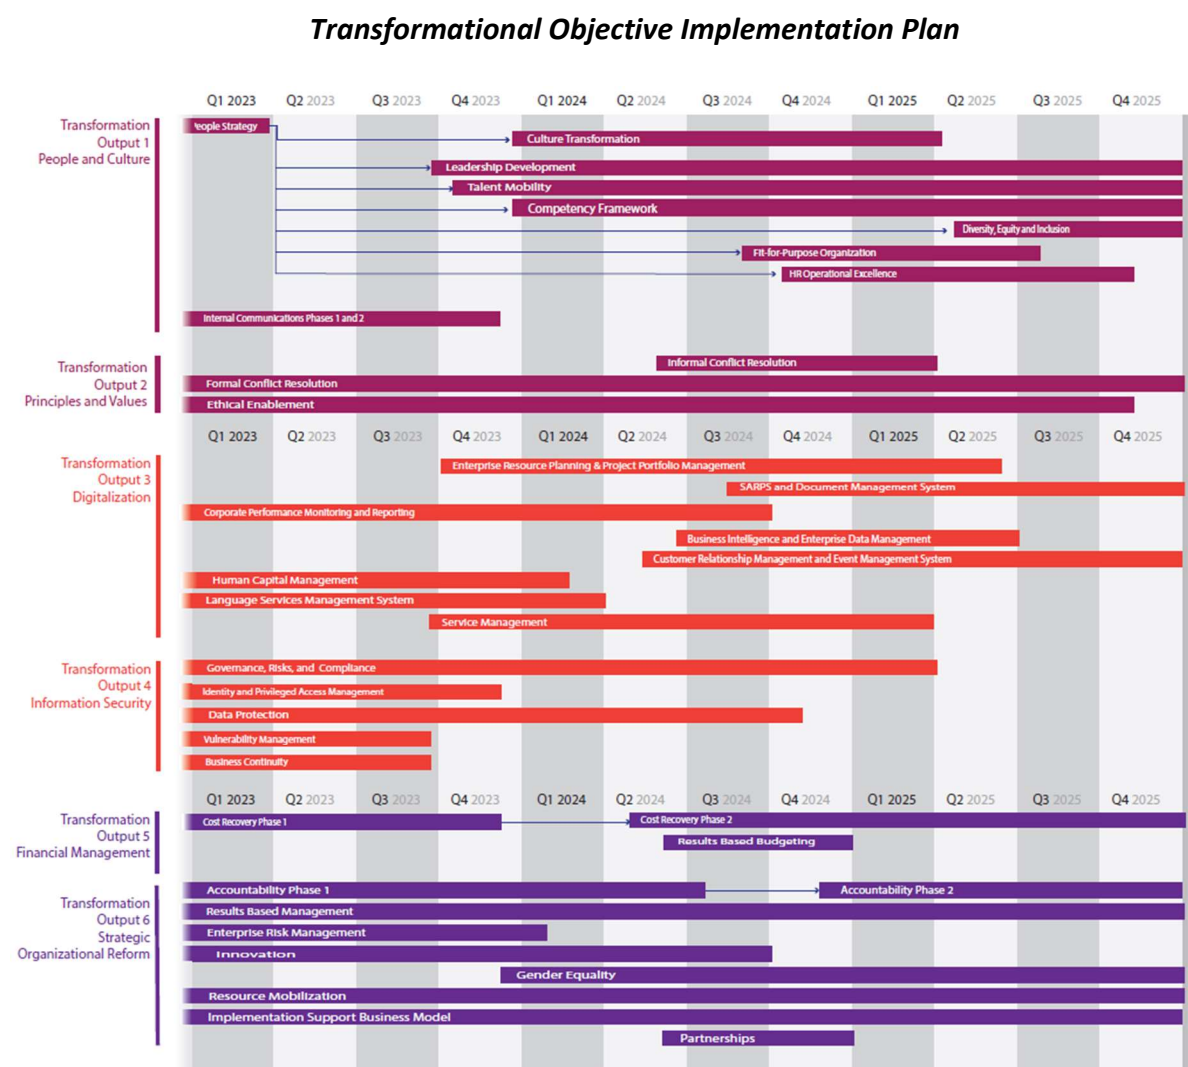 Transformational Objective Implementation Plan
Q1 2023 Q2 2023 Q3 2023 Q4 2023 Q1 2024 Q2 2024 Q3 2024 Q4 2024 Q1 2025 Q2 2025 Q3 2025 Q4 2025
Transformation
Output 1
People and Culture
People Strategy
Culture Transformation
Leadership Development
Talent Mobility
Competency Framework
Diversity, Equity and Inclusion
Fit-for-Purpose Organization
HR Operational Excellence
Internal Communications Phases 1 and 2
Transformation
Output 2
Principles and Values
Informal Conflict Resolution
Formal Conflict Resolution
Ethical Enablement
Q1 2023 Q2 2023 Q3 2023 Q4 2023 Q1 2024 Q2 2024 Q3 2024 Q4 2024 Q1 2025 Q2 2025 Q3 2025 Q4 2025
Transformation
Output 3
Digitalization
Enterprise Resource Planning & Project Portfolio Management
SARPS and Document Management System
Corporate Performance Monitoring and Reporting
Business Intelligence and Enterprise Data Management
Customer Relationship Management and Event Management System
Human Capital Management
Language Services Management System
Service Management
Transformation
Output 4
Information Security
Governance, Risks, and Compliance
Identity and Privileged Access Management
Data Protection
Vulnerability Management
Business Continuity
Q1 2023 Q2 2023 Q3 2023 Q4 2023 Q1 2024 Q2 2024 Q3 2024 Q4 2024 Q1 2025 Q2 2025 Q3 2025 Q4 2025
Transformation
Output 5
Financial Management
Cost Recovery Phase 1
Cost Recovery Phase 2
Results Based Budgeting
Transformation
Output 6
Strategic
Organizational Reform
Accountability Phase 1
Accountability Phase 2
Results Based Management
Enterprise Risk Management
Innovation
Gender Equality
Resource Mobilization
Implementation Support Business Model
Partnerships